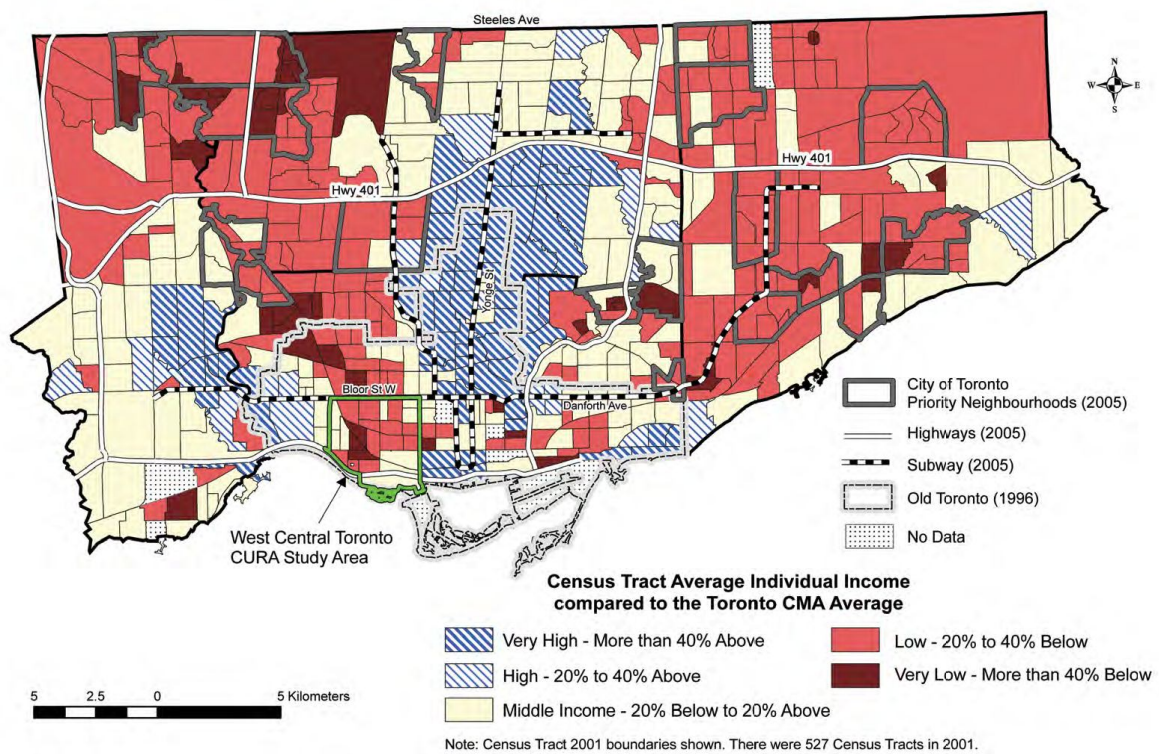 Steeles Ave
N
W E
S
Hwy 401
Hwy 401
Yonge St
Bloor St W
Danforth Ave
West Central Toronto
CURA Study Area
City of Toronto
Priority Neighbourhoods (2005)
Highways (2005)
Subway (2005)
Old Toronto (1996)
No Data
Census Tract Average Individual Income
compared to the Toronto CMA Average
Very High - More than 40% Above
Low - 20% to 40% Below
High - 20% to 40% Above
Very Low - More than 40% Below
Middle Income - 20% Below to 20% Above
5 2.5 0 5 Kilometers
Note: Census Tract 2001 boundaries shown. There were 527 Census Tracts in 2001.